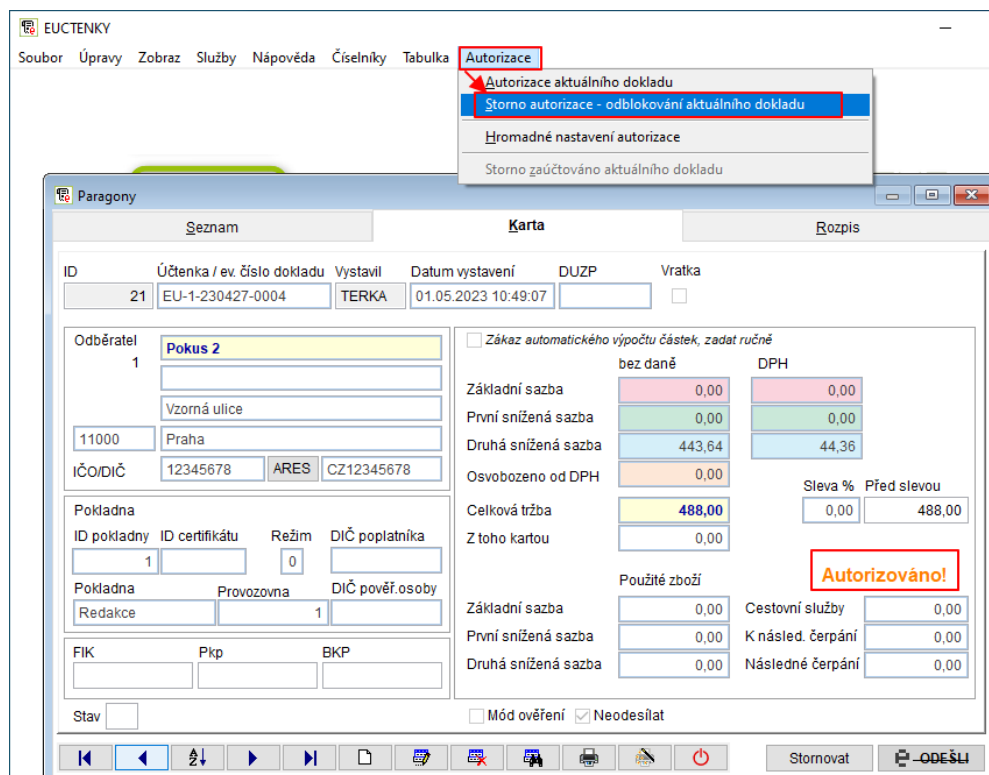 EUCTENKY
Soubor Úpravy Zobraz Služby Nápověda Číselníky Tabulka Autorizace
Autorizace aktuálního dokladu
Storno autorizace - odblokování aktuálního dokladu
Hromadné nastavení autorizace
Storno zaúčtováno aktuálního dokladu
Paragony
Seznam Karta Rozpis
ID Účtenka / ev. číslo dokladu Vystavil Datum vystavení DUZP Vratka
21 EU-1-230427-0004 TERKA 01.05.2023 10:49:07
Odběratel
1
Pokus 2
Vzorná ulice
11000 Praha
IČO/DIČ 12345678 ARES CZ12345678
Pokladna
ID pokladny ID certifikátu Režim DIČ poplatníka
1 0
Pokladna Provozovna DIČ pověř.osoby
Redakce 1
FIK Pkp BKP
Stav
Zákaz automatického výpočtu částek, zadat ručně
bez daně DPH
Základní sazba 0,00 0,00
První snížená sazba 0,00 0,00
Druhá snížená sazba 443,64 44,36
Osvobozeno od DPH 0,00
Sleva % Před slevou
Celková tržba 488,00 0,00 488,00
Z toho kartou 0,00
Autorizováno!
Použité zboží
Základní sazba 0,00 Cestovní služby 0,00
První snížená sazba 0,00 K násled. čerpání 0,00
Druhá snížená sazba 0,00 Následné čerpání 0,00
Mód ověření Neodesílat
Stornovat ODEŠLI